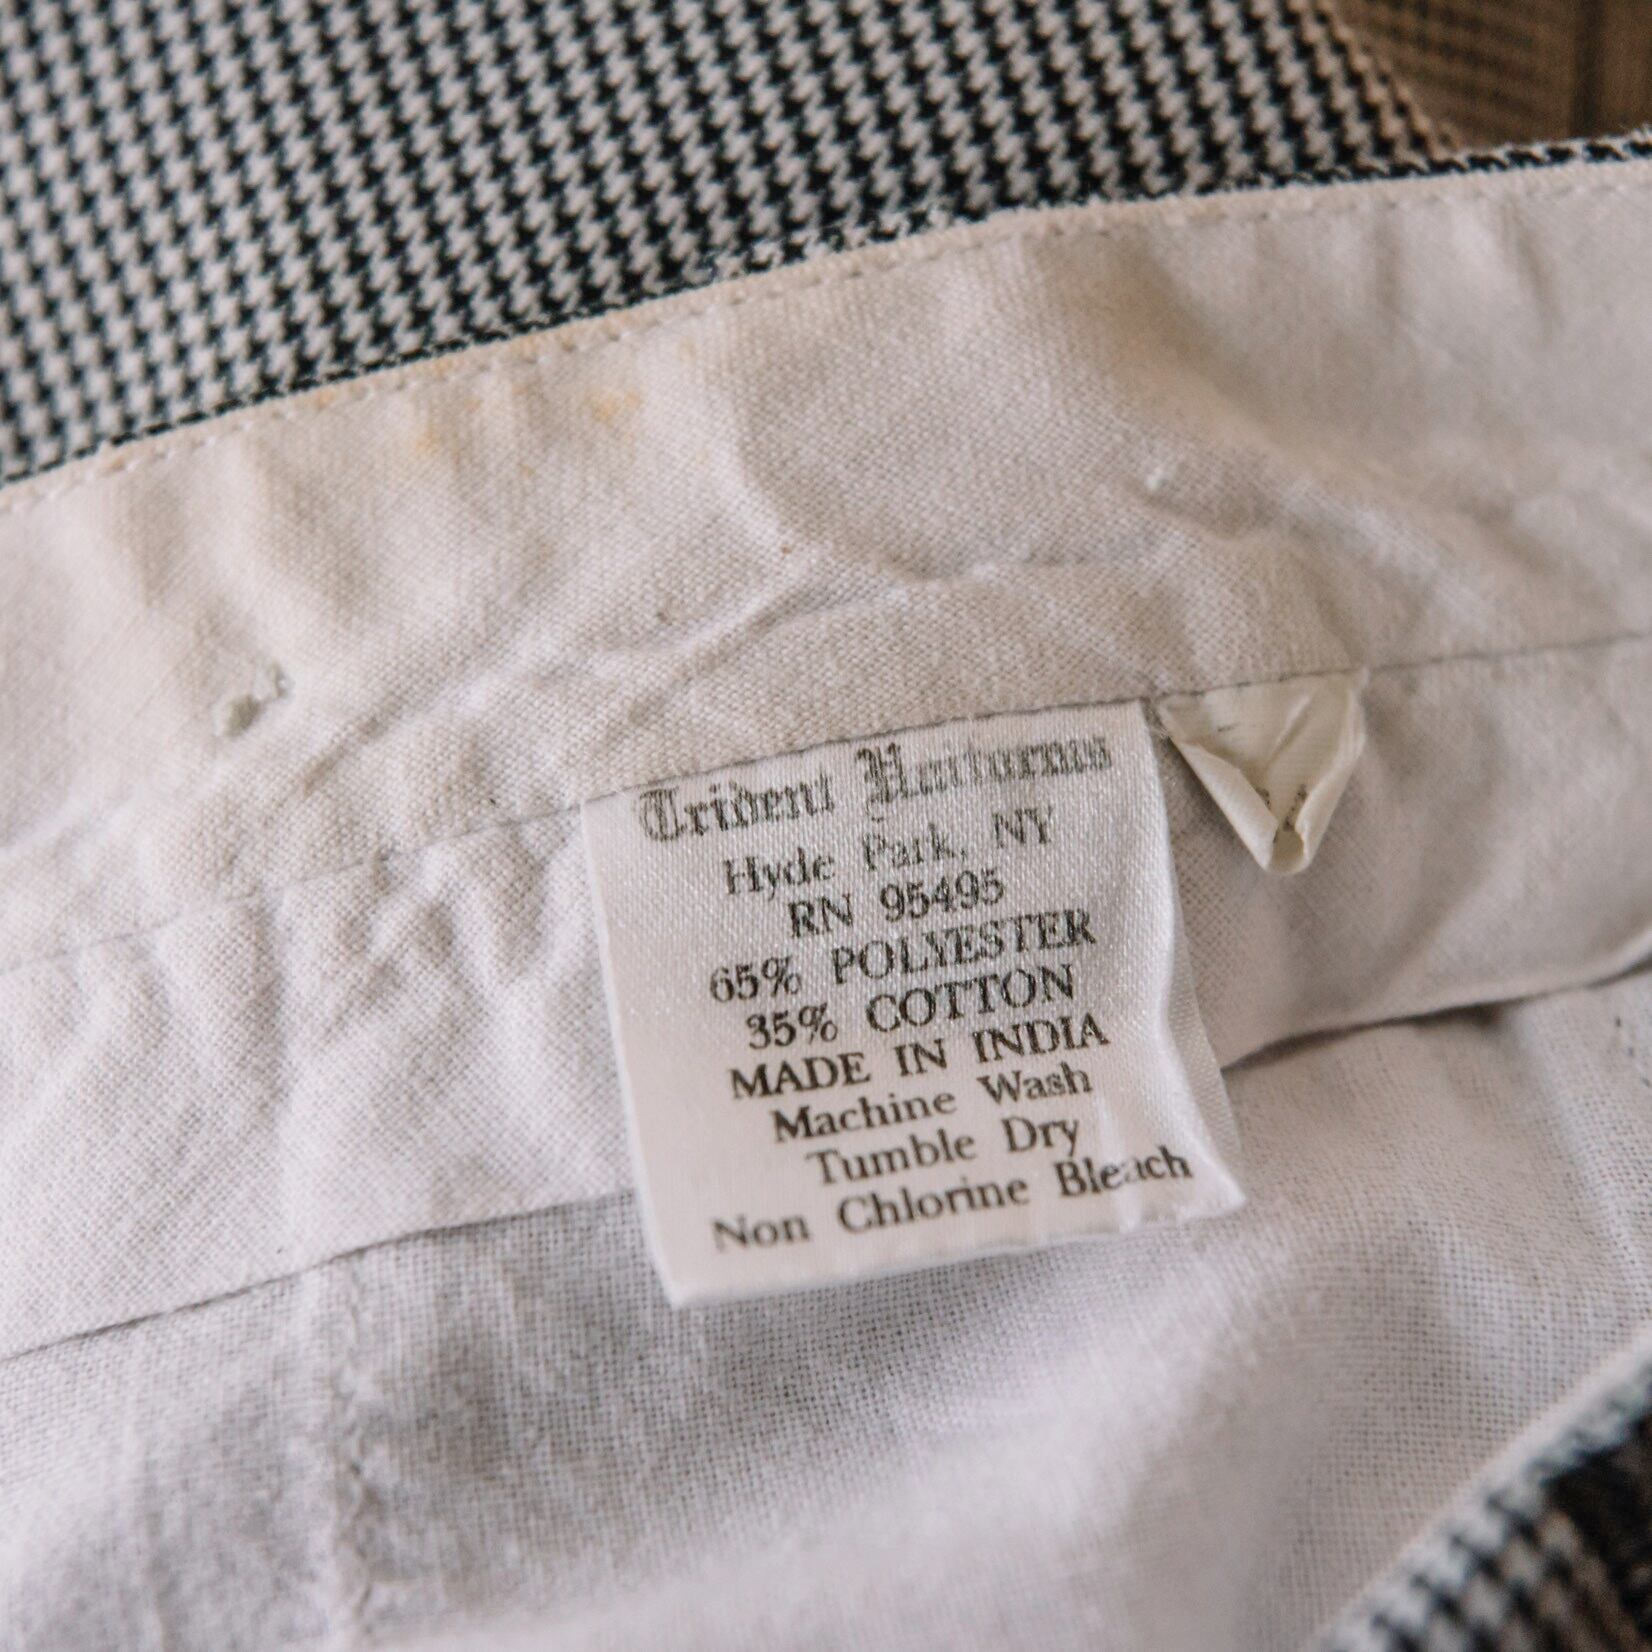 Trident Uniforms
Hyde Park, NY
RN 95495
65% POLYESTER
35% COTTON
MADE IN INDIA
Machine Wash
Tumble Dry
Non Chlorine Bleach